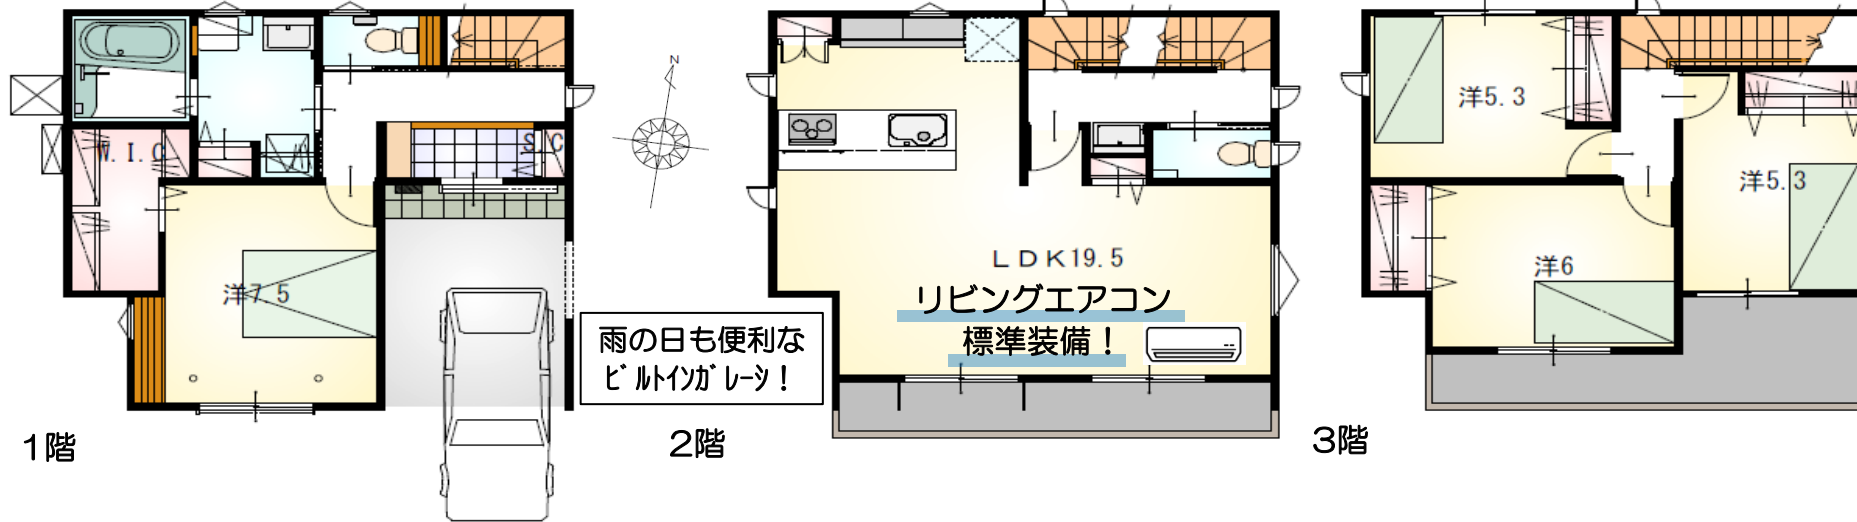 N
W.I.C
S.C
洋7.5
1階
雨の日も便利な
ビルトインガレージ!
LDK19.5
リビングエアコン
標準装備!
2階
洋5.3
洋5.3
洋6
3階